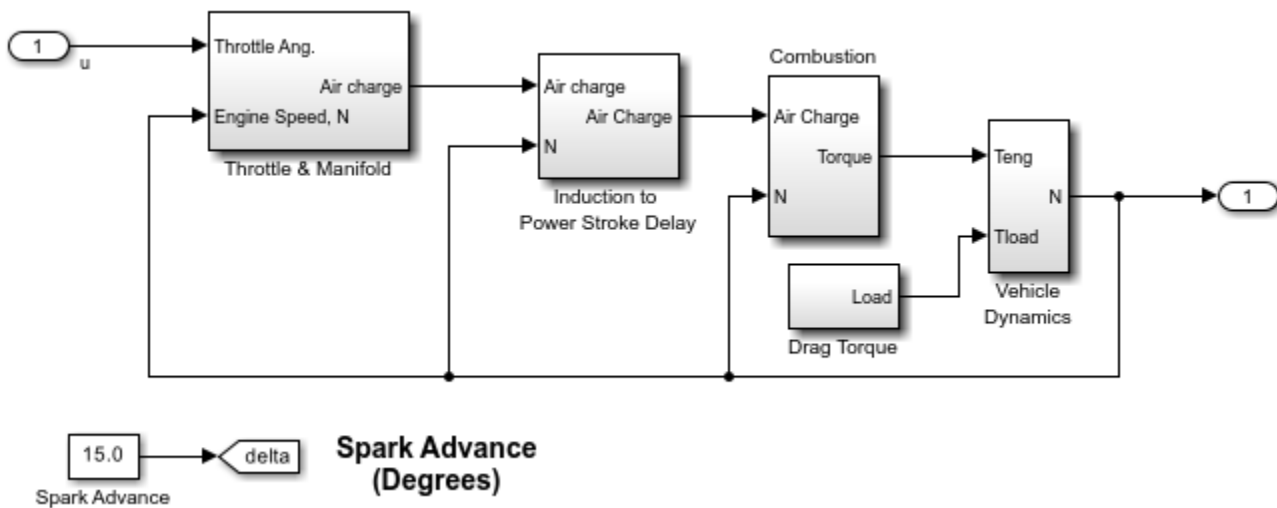 1
u
Throttle Ang.
Air charge
Engine Speed, N
Throttle & Manifold
Air charge
Air Charge
N
Induction to
Power Stroke Delay
Combustion
Air Charge
Torque
N
Load
Drag Torque
Teng
N
Tload
Vehicle
Dynamics
1
15.0
Spark Advance
delta
Spark Advance
(Degrees)